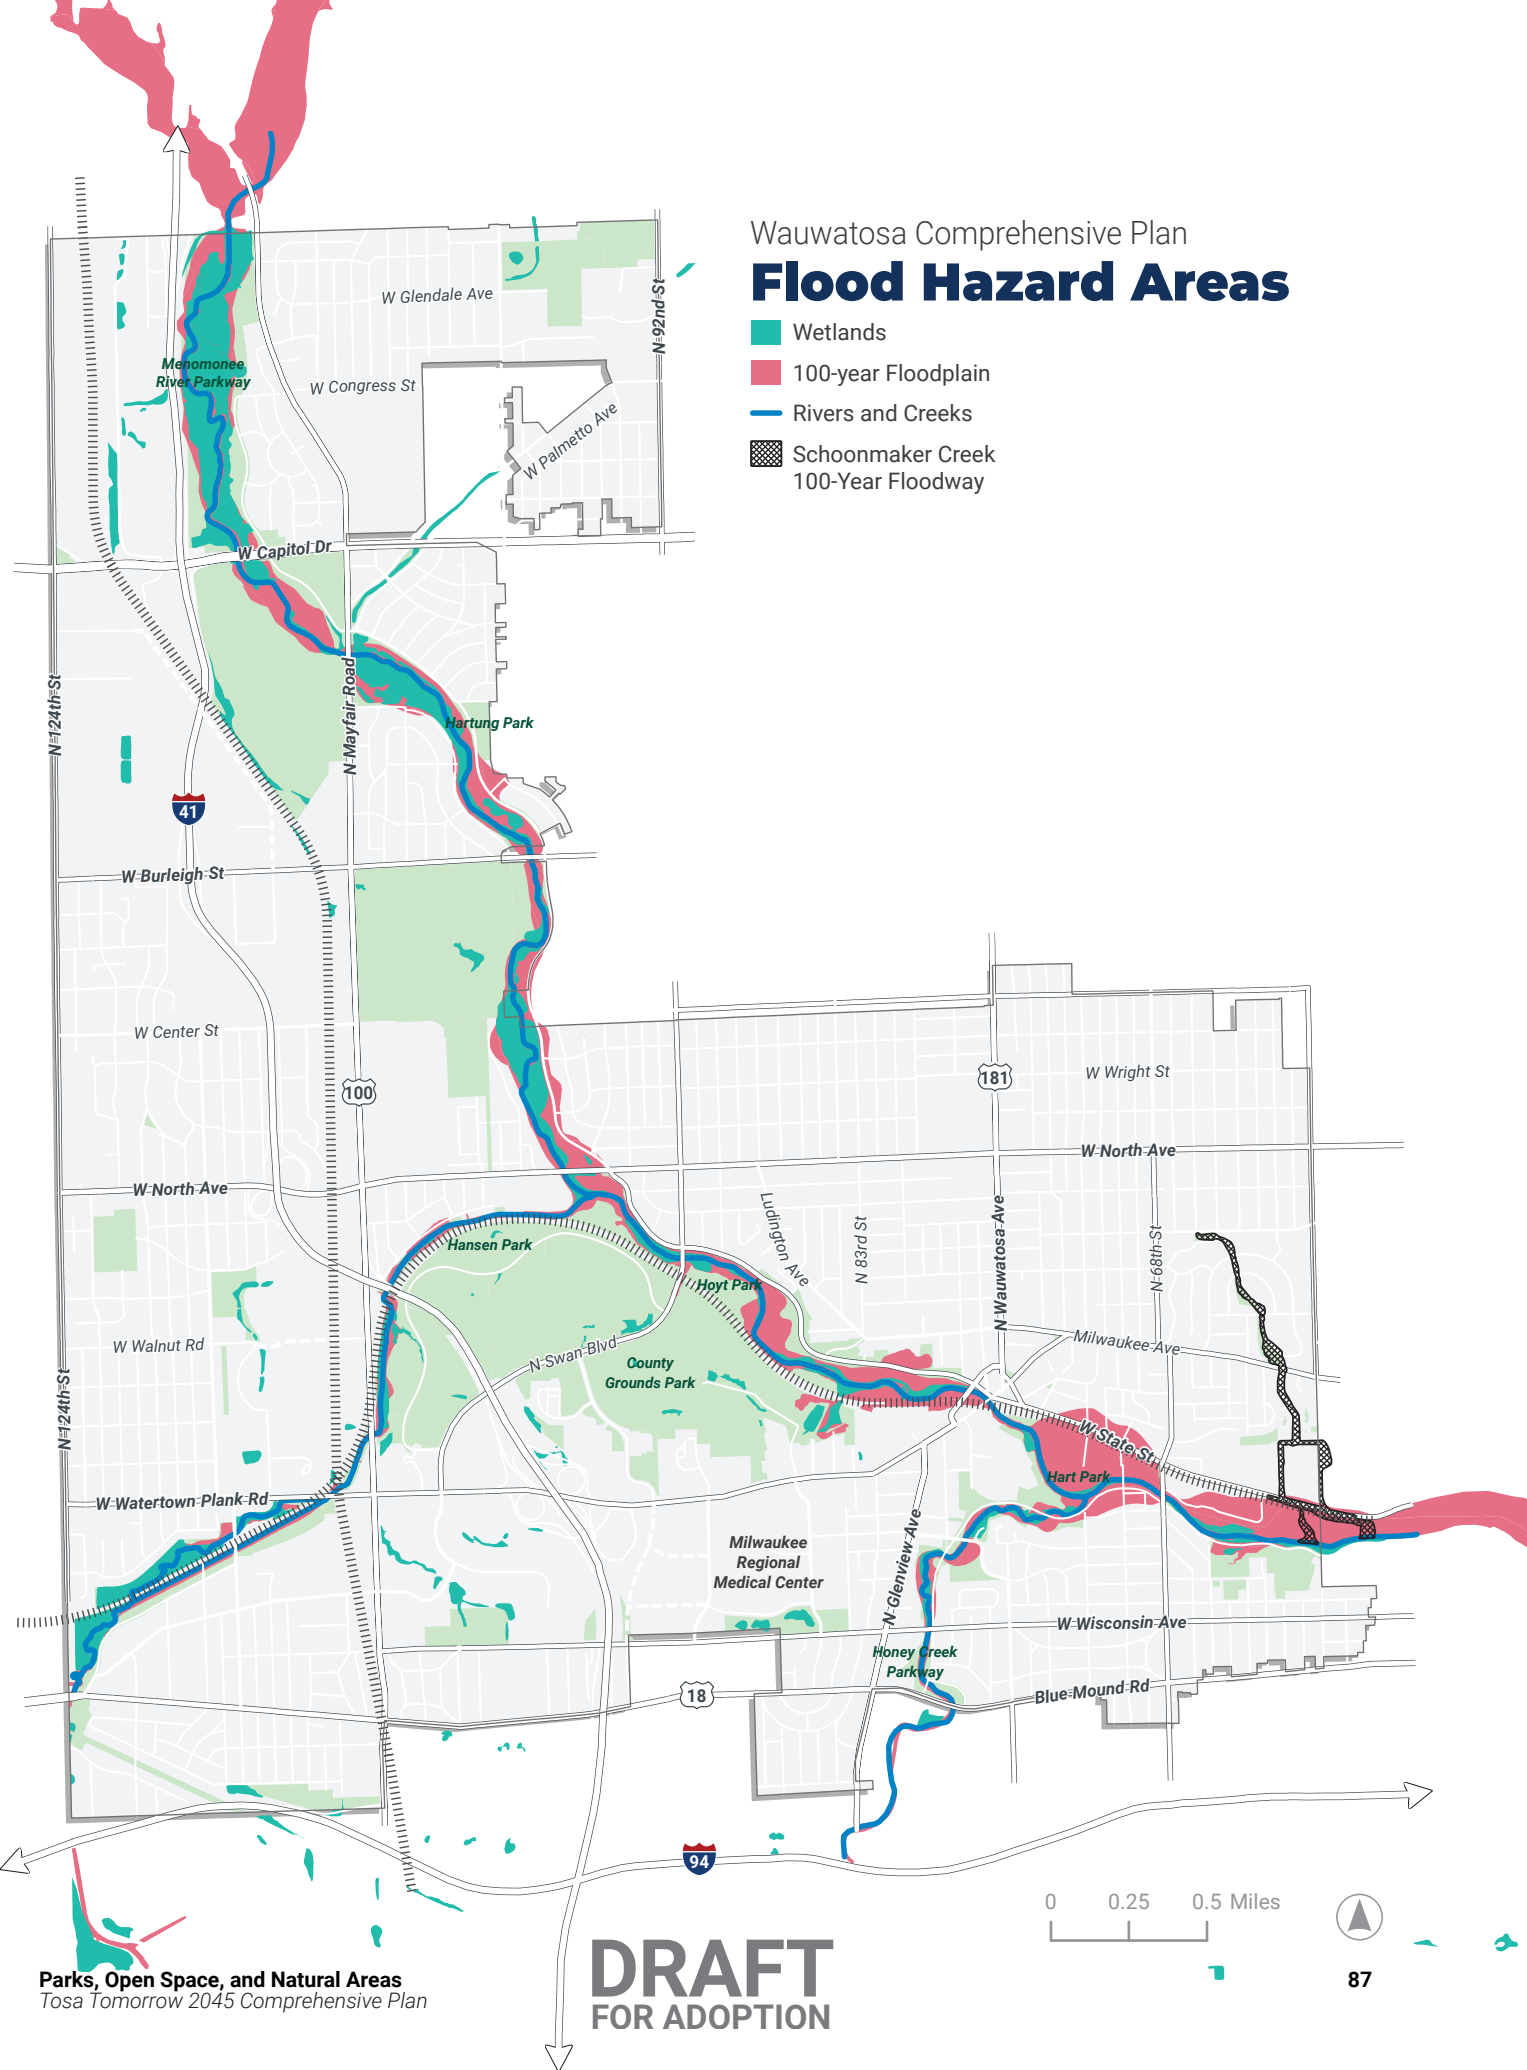 Wauwatosa Comprehensive Plan
Flood Hazard Areas
Wetlands
100-year Floodplain
Rivers and Creeks
Schoonmaker Creek
100-Year Floodway
W Glendale Ave
N 92nd St
Menomonee
River Parkway
W Congress St
W Palmetto Ave
W Capitol Dr
N 124th St
N Mayfair Road
Hartung Park
41
W Burleigh St
W Center St
100
181
W Wright St
W North Ave
W North Ave
Ludington Ave
N 83rd St
N Wauwatosa Ave
N 68th St
Hansen Park
Hoyt Park
W Walnut Rd
N Swan Blvd
County
Grounds Park
Milwaukee Ave
N 124th St
W State St
Hart Park
W Watertown Plank Rd
Milwaukee
Regional
Medical Center
N Glenview Ave
W Wisconsin Ave
Honey Creek
Parkway
18
Blue Mound Rd
94
0 0.25 0.5 Miles
DRAFT
FOR ADOPTION
Parks, Open Space, and Natural Areas
Tosa Tomorrow 2045 Comprehensive Plan
87